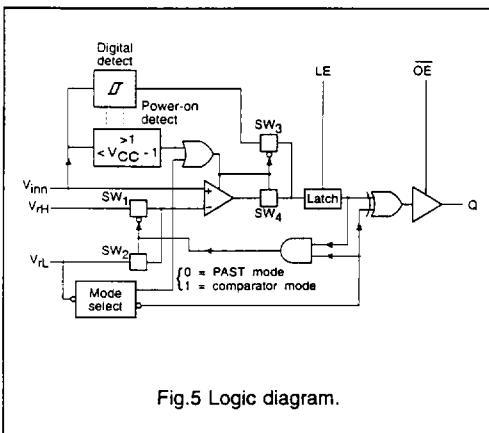 Digital
detect
LE
OE
Power-on
detect
>1
< VCC - 1
SW3
Vinn
SW1
+
VrH
-
SW4
Latch
Q
SW2
VrL
0 = PAST mode
1 = comparator mode
Mode
select
Fig.5 Logic diagram.